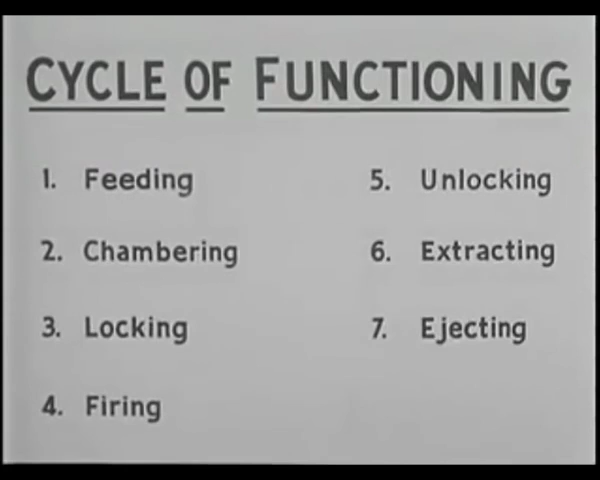 CYCLE OF FUNCTIONING
1. Feeding
2. Chambering
3. Locking
4. Firing
5. Unlocking
6. Extracting
7. Ejecting